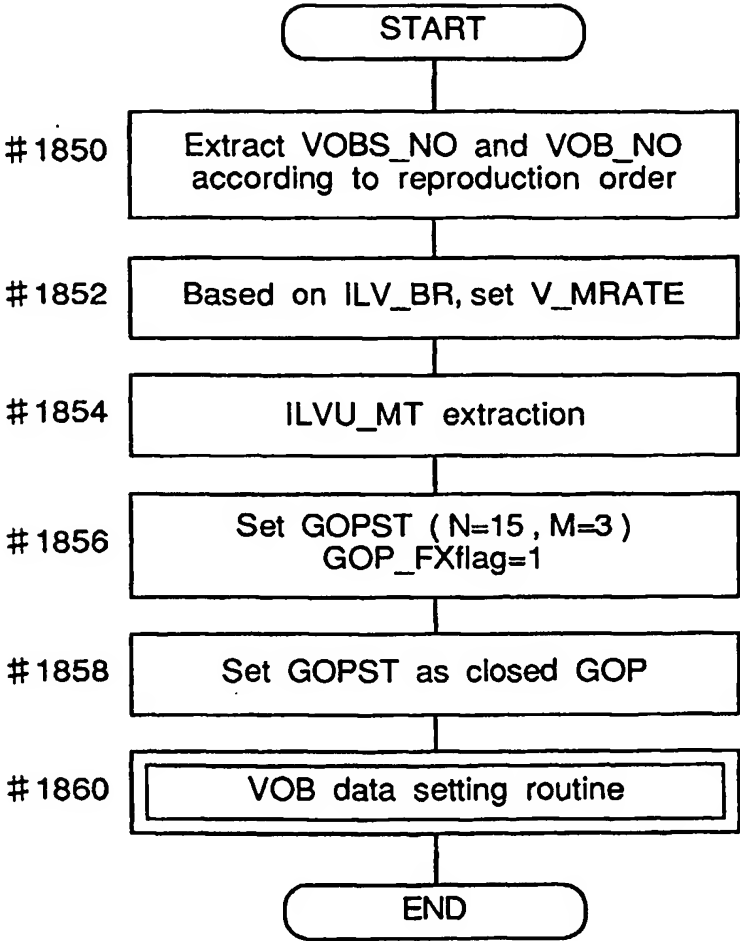 START
#1850
Extract VOBS_NO and VOB_NO
according to reproduction order
#1852
Based on ILV_BR, set V_MRATE
#1854
ILVU_MT extraction
#1856
Set GOPST ( N=15 , M=3 )
GOP_FXflag=1
#1858
Set GOPST as closed GOP
#1860
VOB data setting routine
END